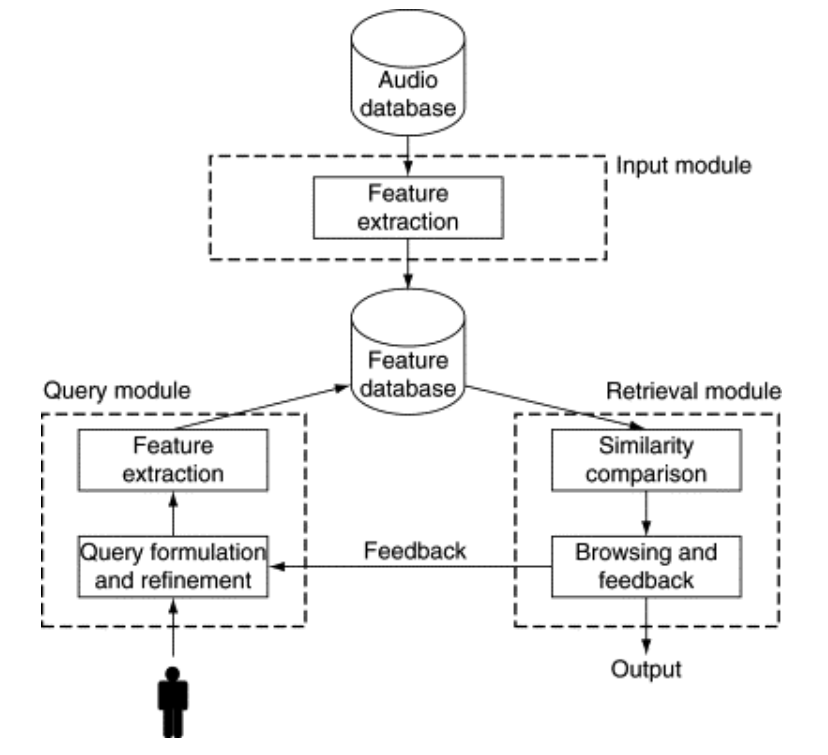 Audio
database
Input module
Feature
extraction
Feature
database
Query module
Retrieval module
Feature
extraction
Similarity
comparison
Query formulation
and refinement
Feedback
Browsing and
feedback
Output